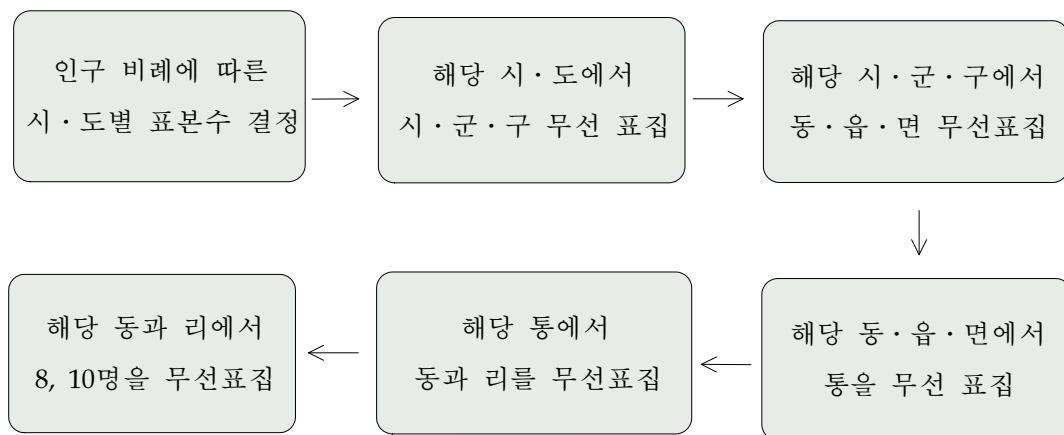 인구 비례에 따른
시·도별 표본수 결정
해당 시·도에서
시·군·구 무선 표집
해당 시·군·구에서
동·읍·면 무선표집
해당 동·읍·면에서
통을 무선 표집
해당 통에서
동과 리를 무선표집
해당 동과 리에서
8, 10명을 무선표집